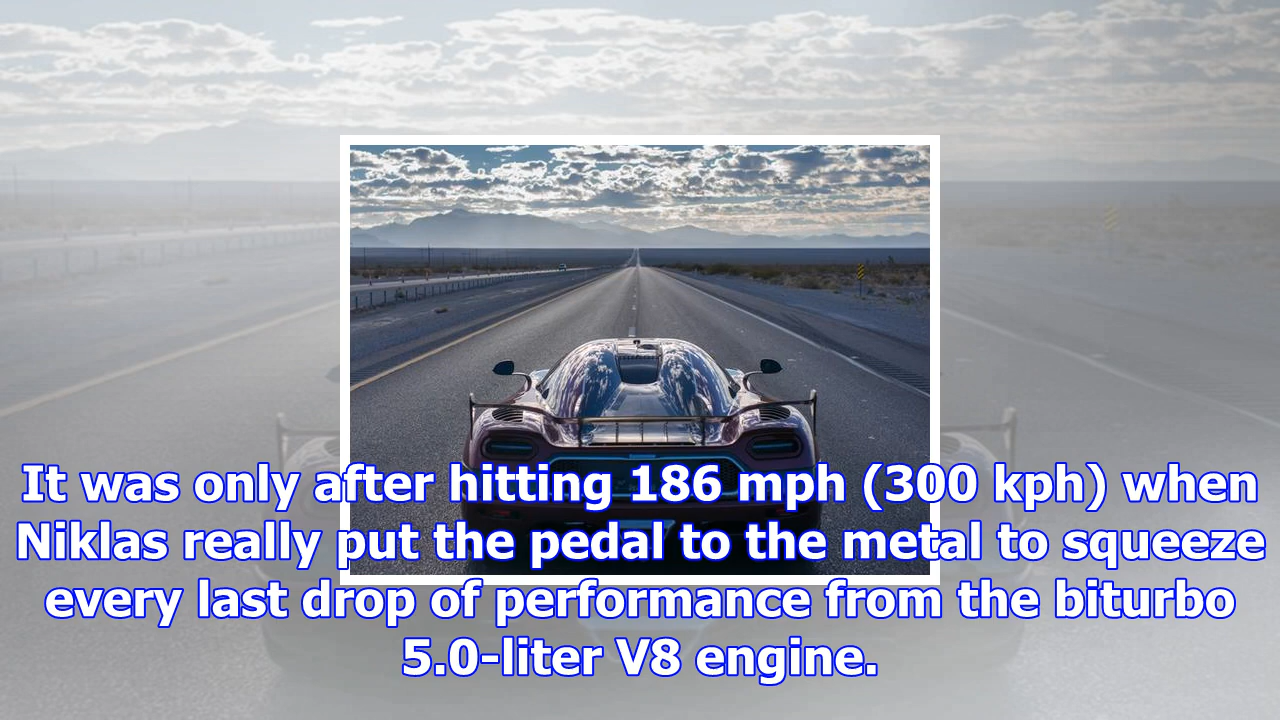 It was only after hitting 186 mph (300 kph) when
Niklas really put the pedal to the metal to squeeze
every last drop of performance from the biturbo
5.0-liter V8 engine.